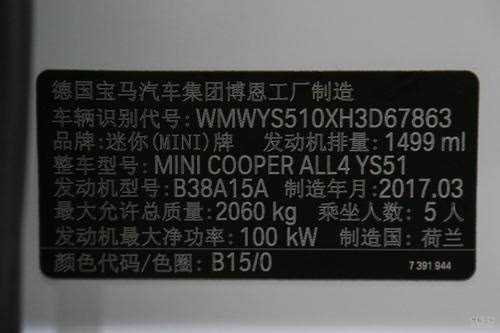 德国宝马汽车集团博恩工厂制造
车辆识别代号: WMWYS510XH3D67863
品牌: 迷你(MINI)牌 发动机排量: 1499 ml
整车型号: MINI COOPER ALL4 YS51
发动机型号: B38A15A 制造年月: 2017.03
最大允许总质量: 2060 kg 乘坐人数: 5 人
发动机最大净功率: 100 kW 制造国: 荷兰
颜色代码/色圈: B15/0 7 391 944